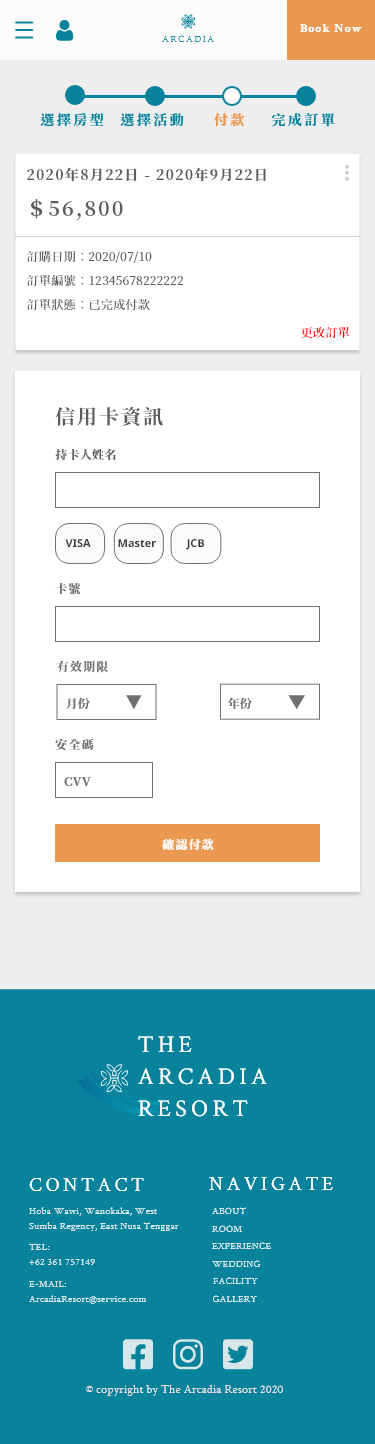 ARCADIA
Book Now
選擇房型 選擇活動 付款 完成訂單
2020年8月22日 - 2020年9月22日
$ 56,800
訂購日期：2020/07/10
訂單編號：12345678222222
訂單狀態：已完成付款
更改訂單
信用卡資訊
持卡人姓名
VISA Master JCB
卡號
有效期限
月份 年份
安全碼
CVV
確認付款
THE
ARCADIA
RESORT
CONTACT
Hoba Wawi, Wanokaka, West
Sumba Regency, East Nusa Tenggar
TEL:
+62 361 757149
E-MAIL:
ArcadiaResort@service.com
NAVIGATE
ABOUT
ROOM
EXPERIENCE
WEDDING
FACILITY
GALLERY
© copyright by The Arcadia Resort 2020